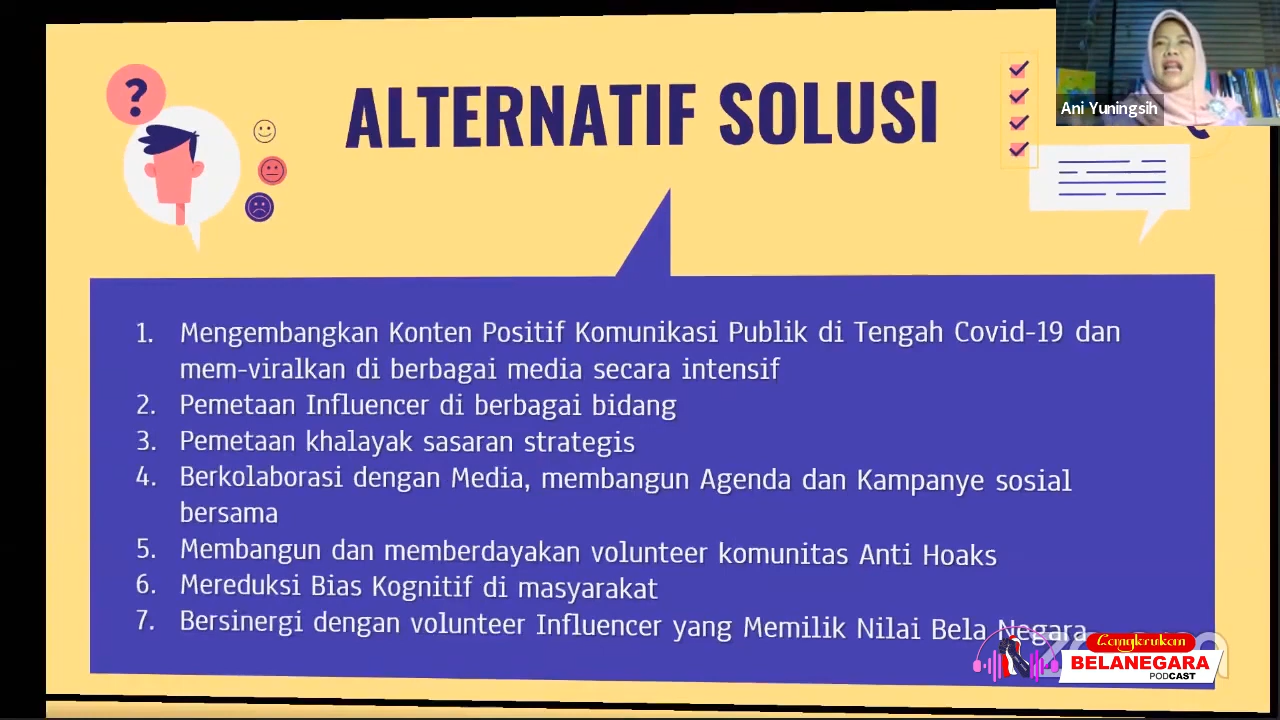 ?
ALTERNATIF SOLUSI
Ani Yuningsih
1. Mengembangkan Konten Positif Komunikasi Publik di Tengah Covid-19 dan
mem-viralkan di berbagai media secara intensif
2. Pemetaan Influencer di berbagai bidang
3. Pemetaan khalayak sasaran strategis
4. Berkolaborasi dengan Media, membangun Agenda dan Kampanye sosial
bersama
5. Membangun dan memberdayakan volunteer komunitas Anti Hoaks
6. Mereduksi Bias Kognitif di masyarakat
7. Bersinergi dengan volunteer Influencer yang Memilik Nilai Bela Negara
Cangkrukan
BELANEGARA
PODCAST